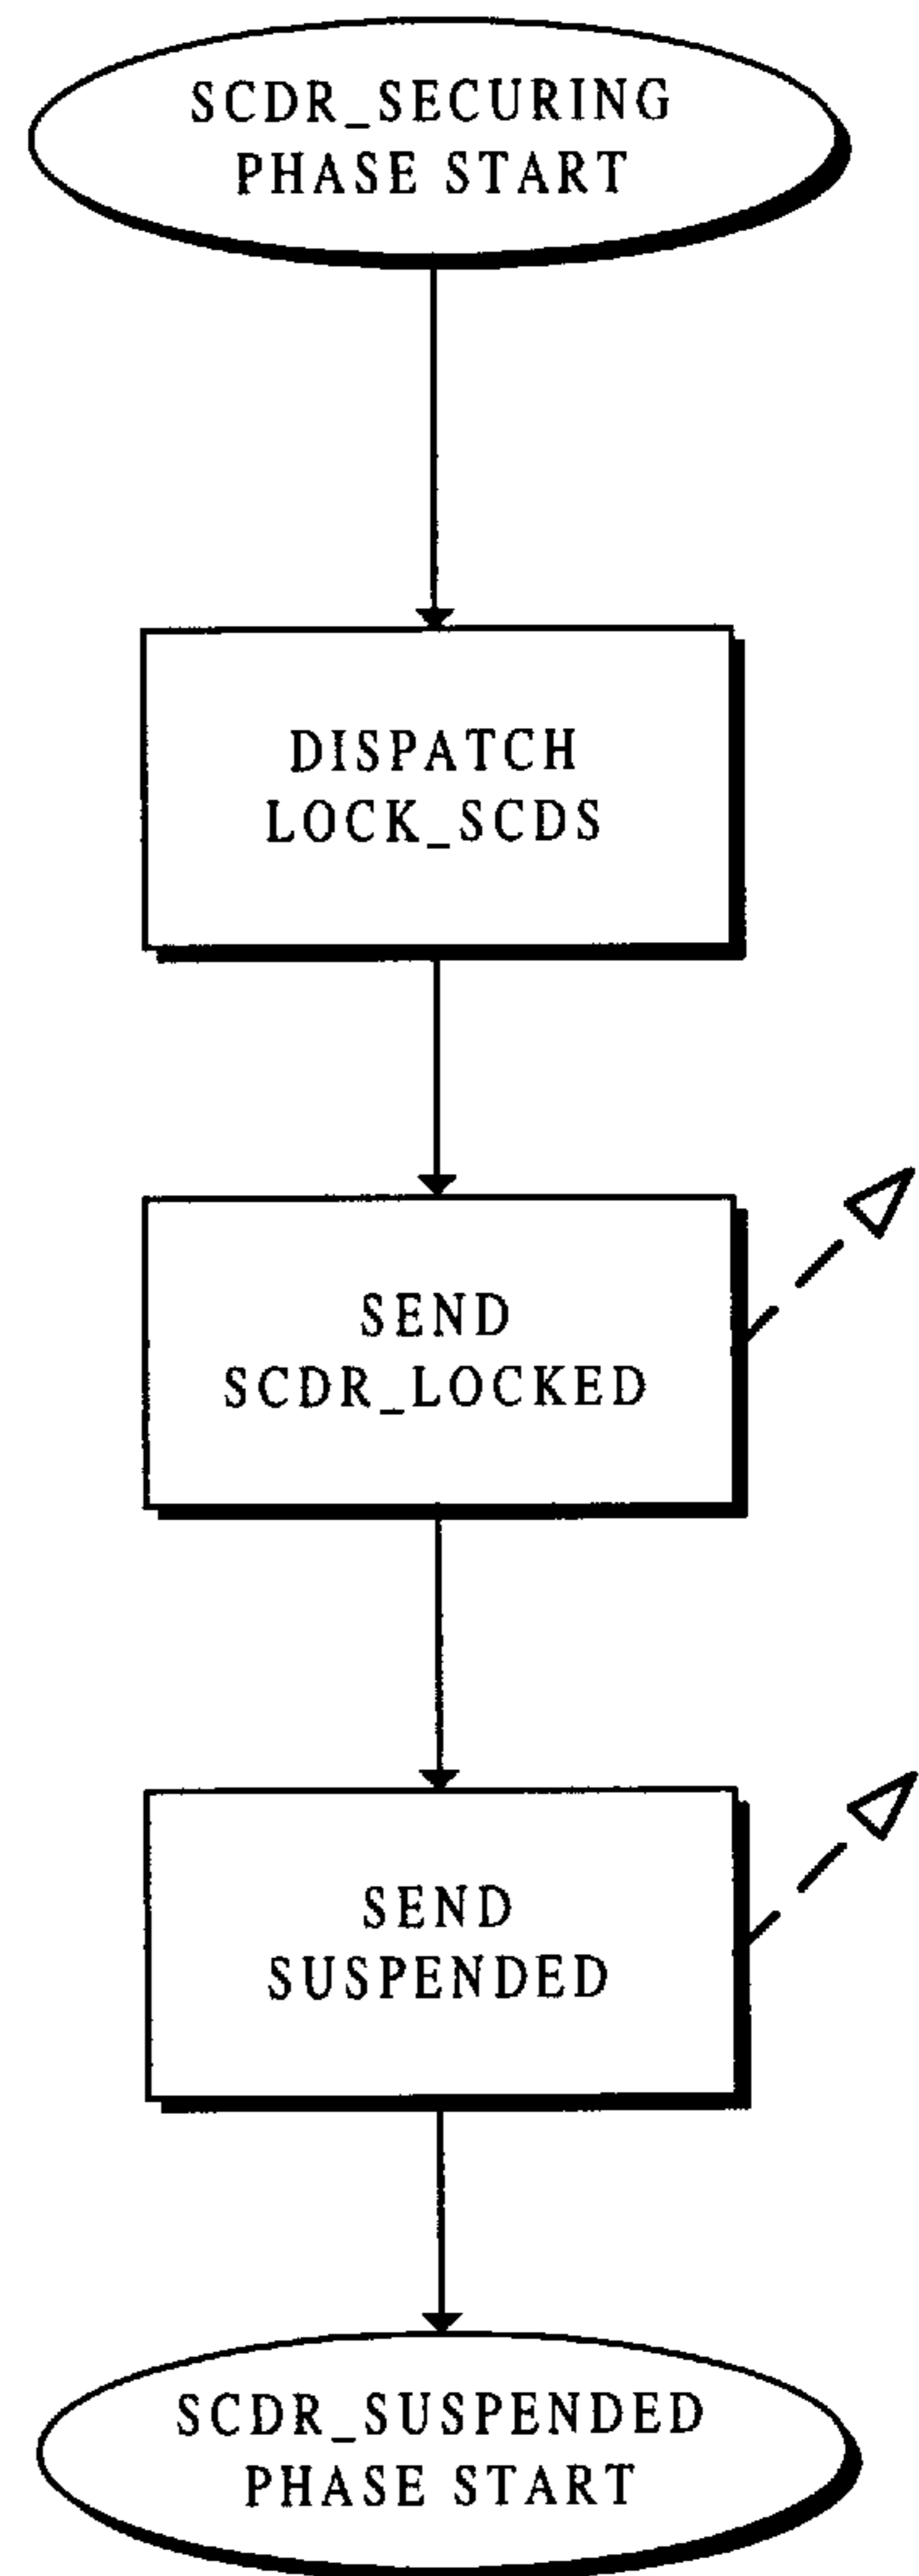 SCDR_SECURING
PHASE START
DISPATCH
LOCK_SCDS
SEND
SCDR_LOCKED
SEND
SUSPENDED
SCDR_SUSPENDED
PHASE START